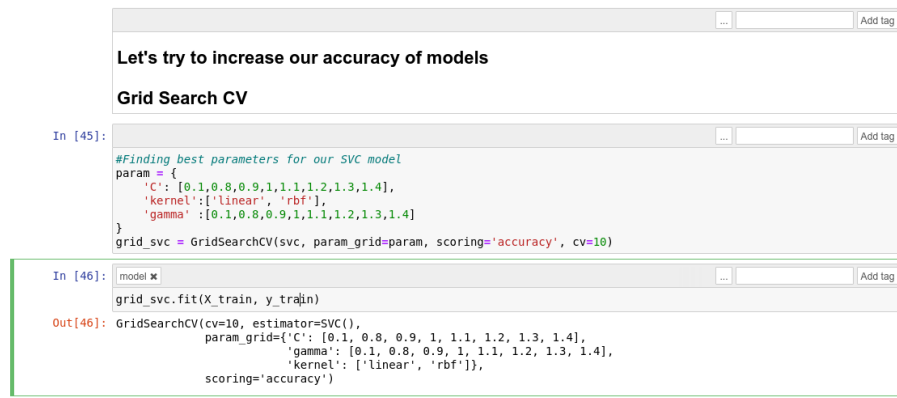 ... Add tag
Let's try to increase our accuracy of models
Grid Search CV
In [45]:
... Add tag
#Finding best parameters for our SVC model
param = {
    'C': [0.1,0.8,0.9,1,1.1,1.2,1.3,1.4],
    'kernel':['linear', 'rbf'],
    'gamma' :[0.1,0.8,0.9,1,1.1,1.2,1.3,1.4]
}
grid_svc = GridSearchCV(svc, param_grid=param, scoring='accuracy', cv=10)
In [46]:
model ✖ ... Add tag
grid_svc.fit(X_train, y_train)
Out[46]: GridSearchCV(cv=10, estimator=SVC(),
             param_grid={'C': [0.1, 0.8, 0.9, 1, 1.1, 1.2, 1.3, 1.4],
                         'gamma': [0.1, 0.8, 0.9, 1, 1.1, 1.2, 1.3, 1.4],
                         'kernel': ['linear', 'rbf']},
             scoring='accuracy')